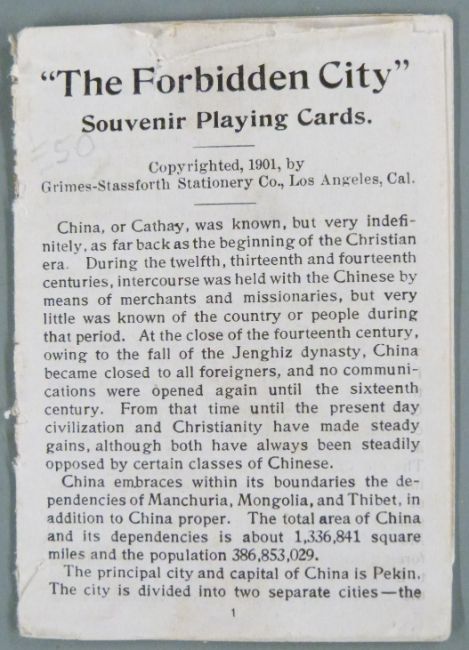 "The Forbidden City"
Souvenir Playing Cards.
Copyrighted, 1901, by
Grimes-Stassforth Stationery Co., Los Angeles, Cal.
China, or Cathay, was known, but very indefi-
nitely, as far back as the beginning of the Christian
era. During the twelfth, thirteenth and fourteenth
centuries, intercourse was held with the Chinese by
means of merchants and missionaries, but very
little was known of the country or people during
that period. At the close of the fourteenth century,
owing to the fall of the Jenghiz dynasty, China
became closed to all foreigners, and no communi-
cations were opened again until the sixteenth
century. From that time until the present day
civilization and Christianity have made steady
gains, although both have always been steadily
opposed by certain classes of Chinese.
China embraces within its boundaries the de-
pendencies of Manchuria, Mongolia, and Thibet, in
addition to China proper. The total area of China
and its dependencies is about 1,336,841 square
miles and the population 386,853,029.
The principal city and capital of China is Pekin.
The city is divided into two separate cities—the
1